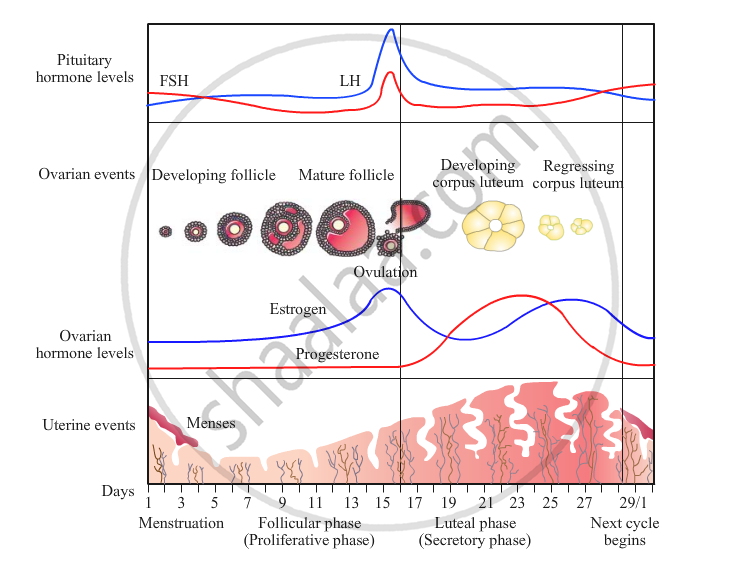 Pituitary
hormone levels
FSH
LH
Ovarian events
Developing follicle
Mature follicle
Developing
corpus luteum
Regressing
corpus luteum
Ovulation
Estrogen
Ovarian
hormone levels
Progesterone
Uterine events
Menses
Days
1 3 5 7 9 11 13 15 17 19 21 23 25 27 29/1
Menstruation
Follicular phase
(Proliferative phase)
Luteal phase
(Secretory phase)
Next cycle
begins
shaalaa.com